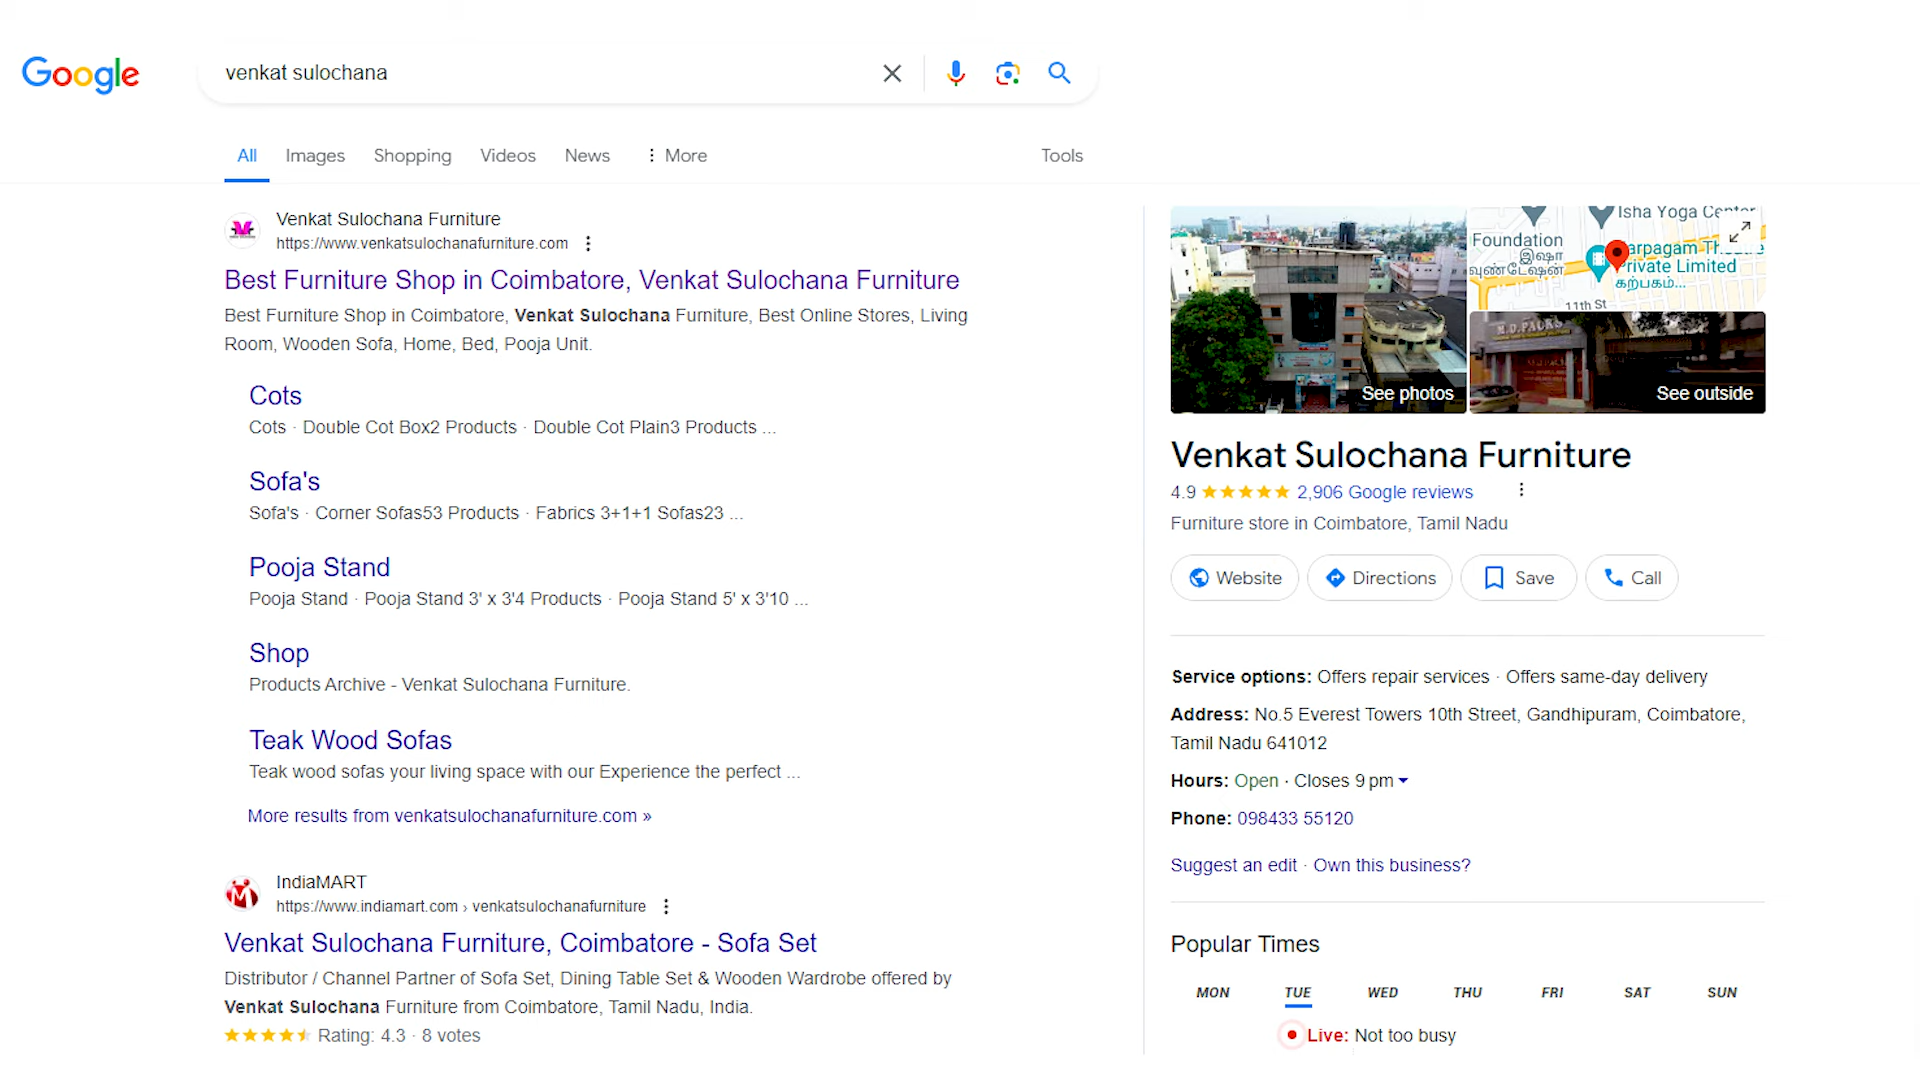 Google
venkat sulochana
All
Images
Shopping
Videos
News
More
Tools
Venkat Sulochana Furniture
https://www.venkatsulochanafurniture.com
Best Furniture Shop in Coimbatore, Venkat Sulochana Furniture
Best Furniture Shop in Coimbatore, Venkat Sulochana Furniture, Best Online Stores, Living
Room, Wooden Sofa, Home, Bed, Pooja Unit.
Cots
Cots · Double Cot Box2 Products · Double Cot Plain3 Products ...
Sofa's
Sofa's · Corner Sofas53 Products · Fabrics 3+1+1 Sofas23 ...
Pooja Stand
Pooja Stand · Pooja Stand 3' x 3'4 Products · Pooja Stand 5' x 3'10 ...
Shop
Products Archive - Venkat Sulochana Furniture.
Teak Wood Sofas
Teak wood sofas your living space with our Experience the perfect ...
More results from venkatsulochanafurniture.com »
IndiaMART
https://www.indiamart.com › venkatsulochanafurniture
Venkat Sulochana Furniture, Coimbatore - Sofa Set
Distributor / Channel Partner of Sofa Set, Dining Table Set & Wooden Wardrobe offered by
Venkat Sulochana Furniture from Coimbatore, Tamil Nadu, India.
Rating: 4.3 · 8 votes
See photos
Isha Yoga Center
Foundation
இஷா
வுண்டேஷன்
Private Limited
கற்பகம்...
11th St
M.D.PACKS
See outside
Venkat Sulochana Furniture
4.9 2,906 Google reviews
Furniture store in Coimbatore, Tamil Nadu
Website
Directions
Save
Call
Service options: Offers repair services · Offers same-day delivery
Address: No.5 Everest Towers 10th Street, Gandhipuram, Coimbatore,
Tamil Nadu 641012
Hours: Open · Closes 9 pm
Phone: 098433 55120
Suggest an edit · Own this business?
Popular Times
MON TUE WED THU FRI SAT SUN
Live: Not too busy